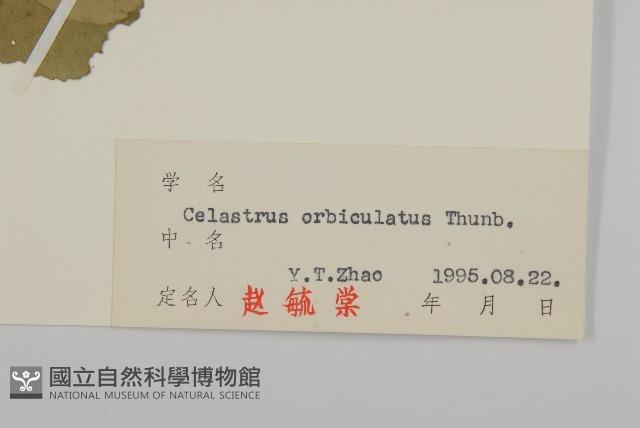 学 名
Celastrus orbiculatus Thunb.
中 名
Y.T.Zhao 1995.08.22.
定名人 赵毓棠 年 月 日
國立自然科學博物館
NATIONAL MUSEUM OF NATURAL SCIENCE